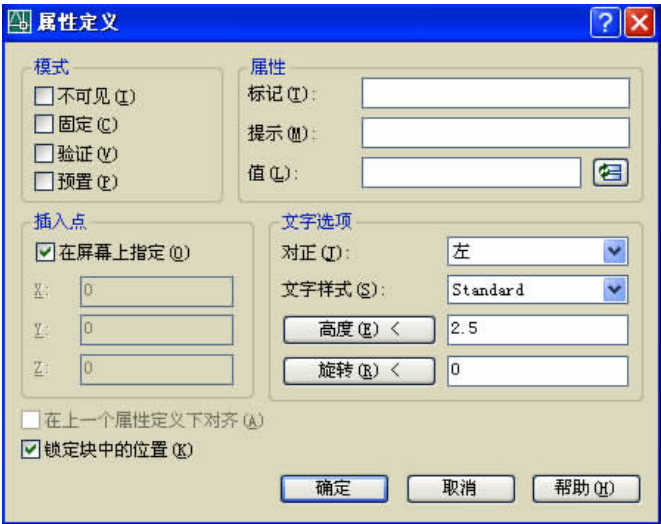 属性定义
模式
不可见(I)
固定(C)
验证(V)
预置(P)
属性
标记(T):
提示(M):
值(L):
插入点
在屏幕上指定(O)
X: 0
Y: 0
Z: 0
文字选项
对正(J): 左
文字样式(S): Standard
高度(E) < 2.5
旋转(R) < 0
在上一个属性定义下对齐(A)
锁定块中的位置(K)
确定 取消 帮助(H)